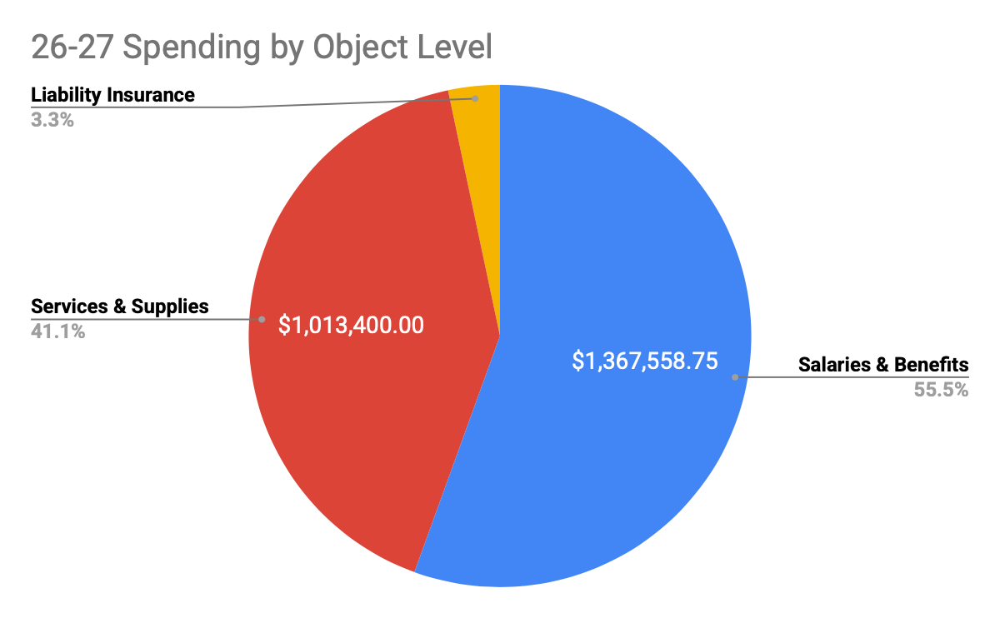 26-27 Spending by Object Level
Liability Insurance
3.3%
Services & Supplies
41.1%
$1,013,400.00
$1,367,558.75
Salaries & Benefits
55.5%